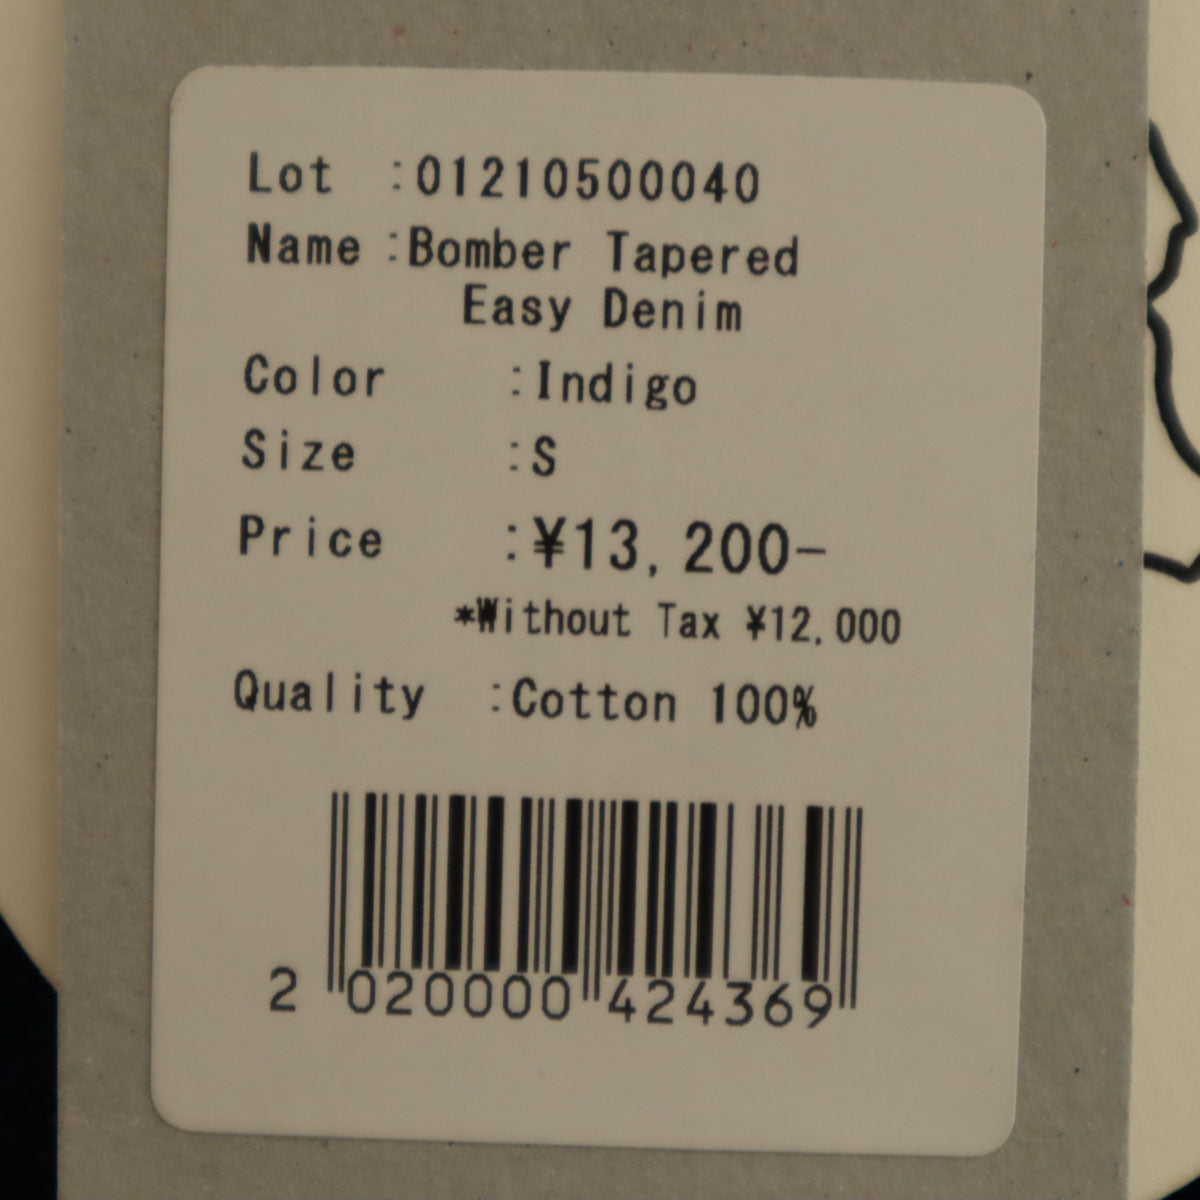 Lot :01210500040
Name :Bomber Tapered
Easy Denim
Color :Indigo
Size :S
Price :¥13,200-
*Without Tax ¥12,000
Quality :Cotton 100%
2 020000 424369